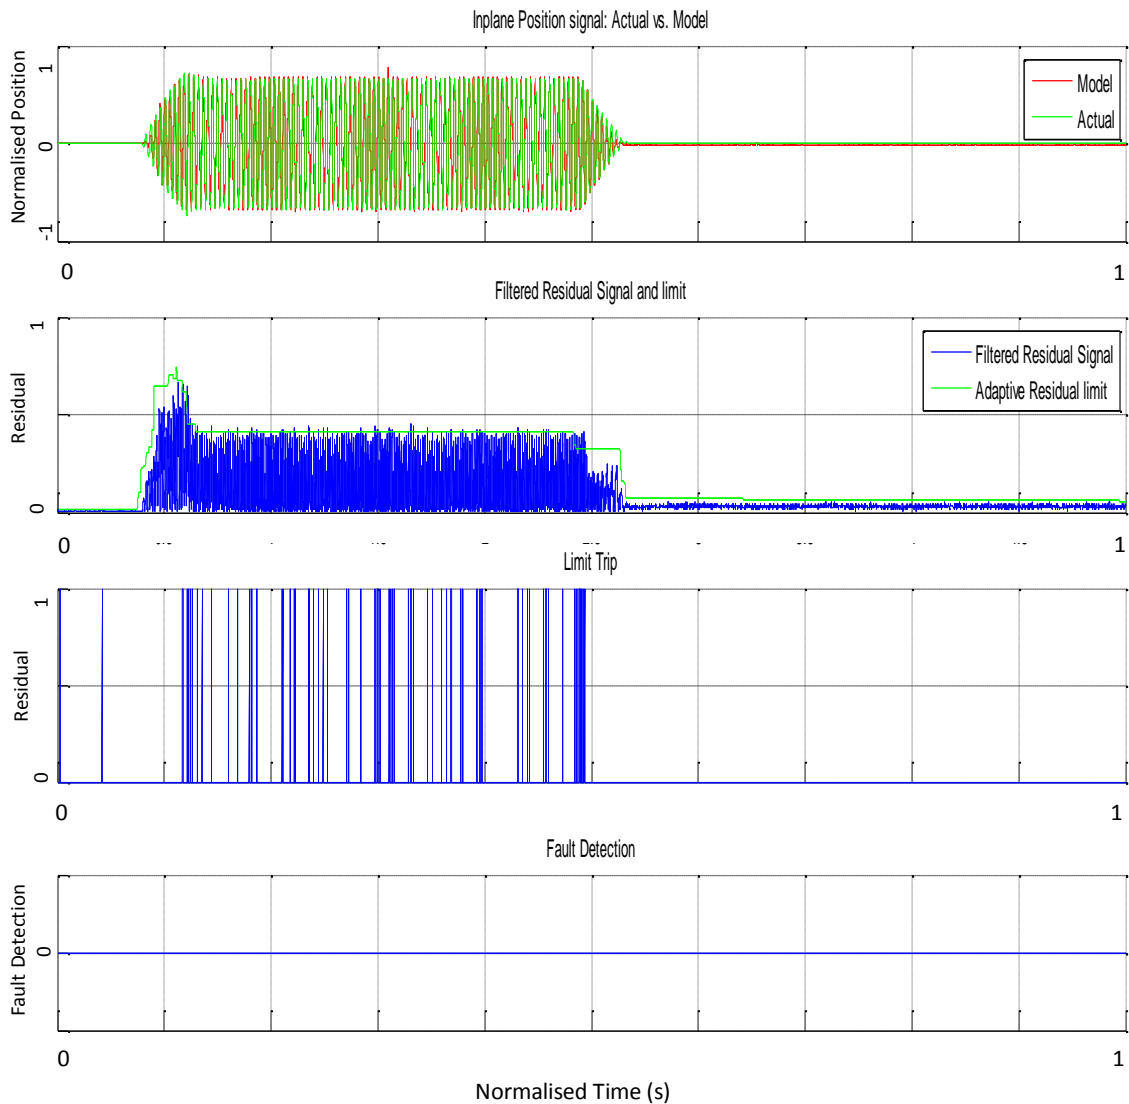 Inplane Position signal: Actual vs. Model
Normalised Position
1
0
-1
Model
Actual
0
1
Filtered Residual Signal and limit
Residual
1
0
Filtered Residual Signal
Adaptive Residual limit
0
1
Limit Trip
Residual
1
0
0
1
Fault Detection
Fault Detection
0
0
1
Normalised Time (s)